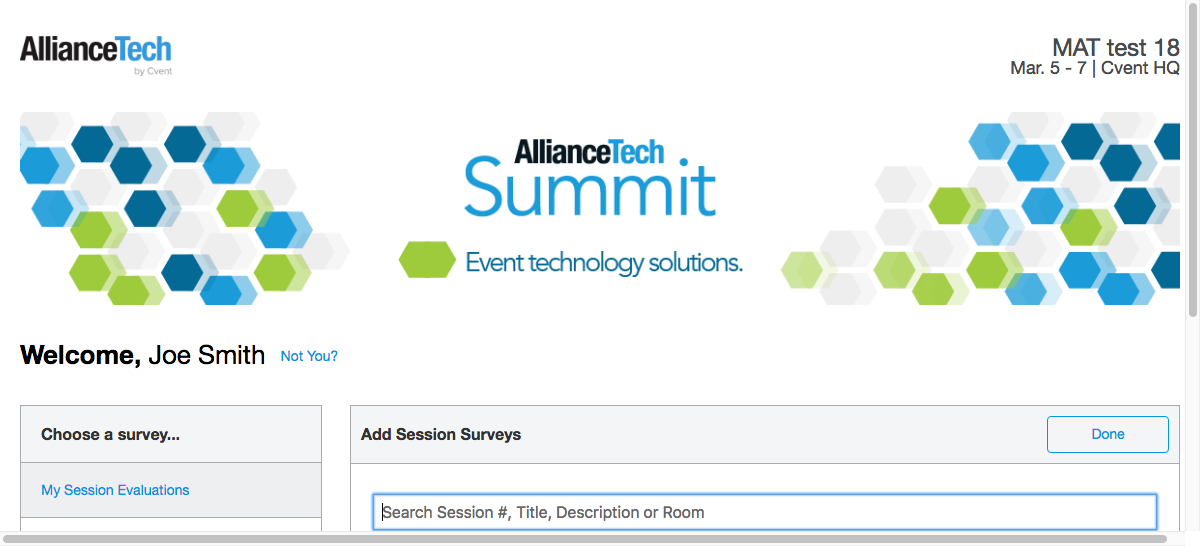 AllianceTech
by Cvent
MAT test 18
Mar. 5 - 7 | Cvent HQ
AllianceTech
Summit
Event technology solutions.
Welcome, Joe Smith Not You?
Choose a survey...
My Session Evaluations
Add Session Surveys
Done
Search Session #, Title, Description or Room